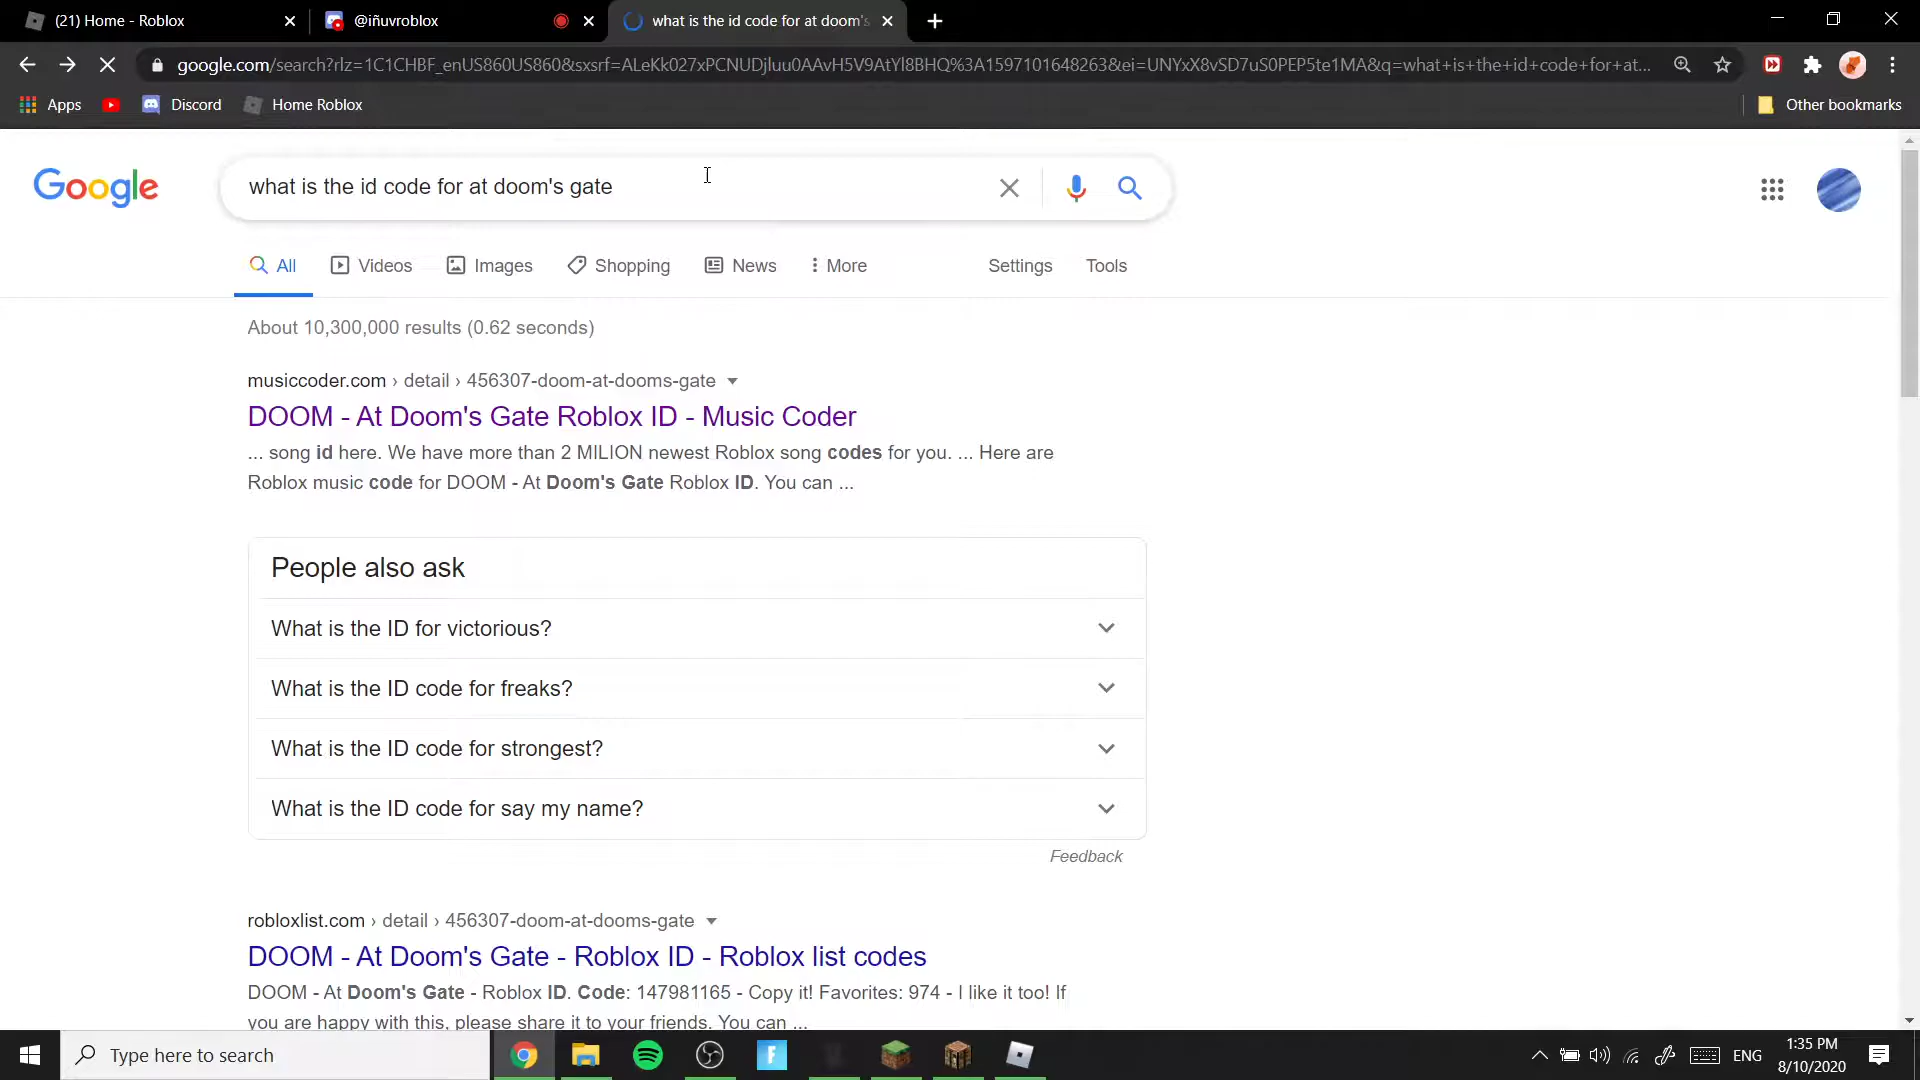 (21) Home - Roblox
@iñuvroblox
what is the id code for at doom's
google.com/search?rlz=1C1CHBF_enUS860US860&sxsrf=ALeKk027xPCNUDjluu0AAvH5V9AtYl8BHQ%3A1597101648263&ei=UNYxX8vSD7uS0PEP5te1MA&q=what+is+the+id+code+for+at...
Apps
Discord
Home Roblox
Other bookmarks
Google
what is the id code for at doom's gate
All
Videos
Images
Shopping
News
More
Settings
Tools
About 10,300,000 results (0.62 seconds)
musiccoder.com › detail › 456307-doom-at-dooms-gate
DOOM - At Doom's Gate Roblox ID - Music Coder
... song id here. We have more than 2 MILION newest Roblox song codes for you. ... Here are
Roblox music code for DOOM - At Doom's Gate Roblox ID. You can ...
People also ask
What is the ID for victorious?
What is the ID code for freaks?
What is the ID code for strongest?
What is the ID code for say my name?
Feedback
robloxlist.com › detail › 456307-doom-at-dooms-gate
DOOM - At Doom's Gate - Roblox ID - Roblox list codes
DOOM - At Doom's Gate - Roblox ID. Code: 147981165 - Copy it! Favorites: 974 - I like it too! If
you are happy with this, please share it to your friends. You can ...
Type here to search
ENG
1:35 PM
8/10/2020